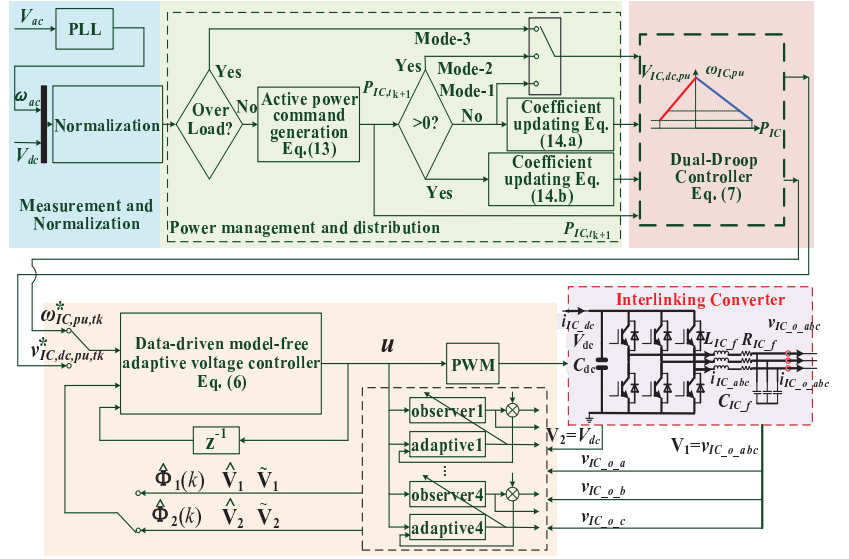 V_ac
PLL
ω_ac
V_dc
Normalization
Measurement and
Normalization
Over
Load?
Yes
No
Active power
command
generation
Eq.(13)
P_IC,t_k+1
>0?
Yes
No
Yes
Mode-3
Mode-2
Mode-1
Coefficient
updating Eq.
(14.a)
Coefficient
updating Eq.
(14.b)
Power management and distribution
P_IC,t_k+1
V_IC,dc,pu
ω_IC,pu
P_IC
Dual-Droop
Controller
Eq. (7)
ω*_IC,pu,tk
v*_IC,dc,pu,tk
Data-driven model-free
adaptive voltage controller
Eq. (6)
z^-1
u
PWM
observer1
adaptive1
...
observer4
adaptive4
Φ̂_1(k) V̂_1 Ṽ_1
Φ̂_2(k) V̂_2 Ṽ_2
Interlinking Converter
i_IC_dc
V_dc
C_dc
L_IC_f
R_IC_f
v_IC_o_abc
i_IC_abc
i_IC_o_abc
C_IC_f
V_2=V_dc
V_1=v_IC_o_abc
v_IC_o_a
v_IC_o_b
v_IC_o_c